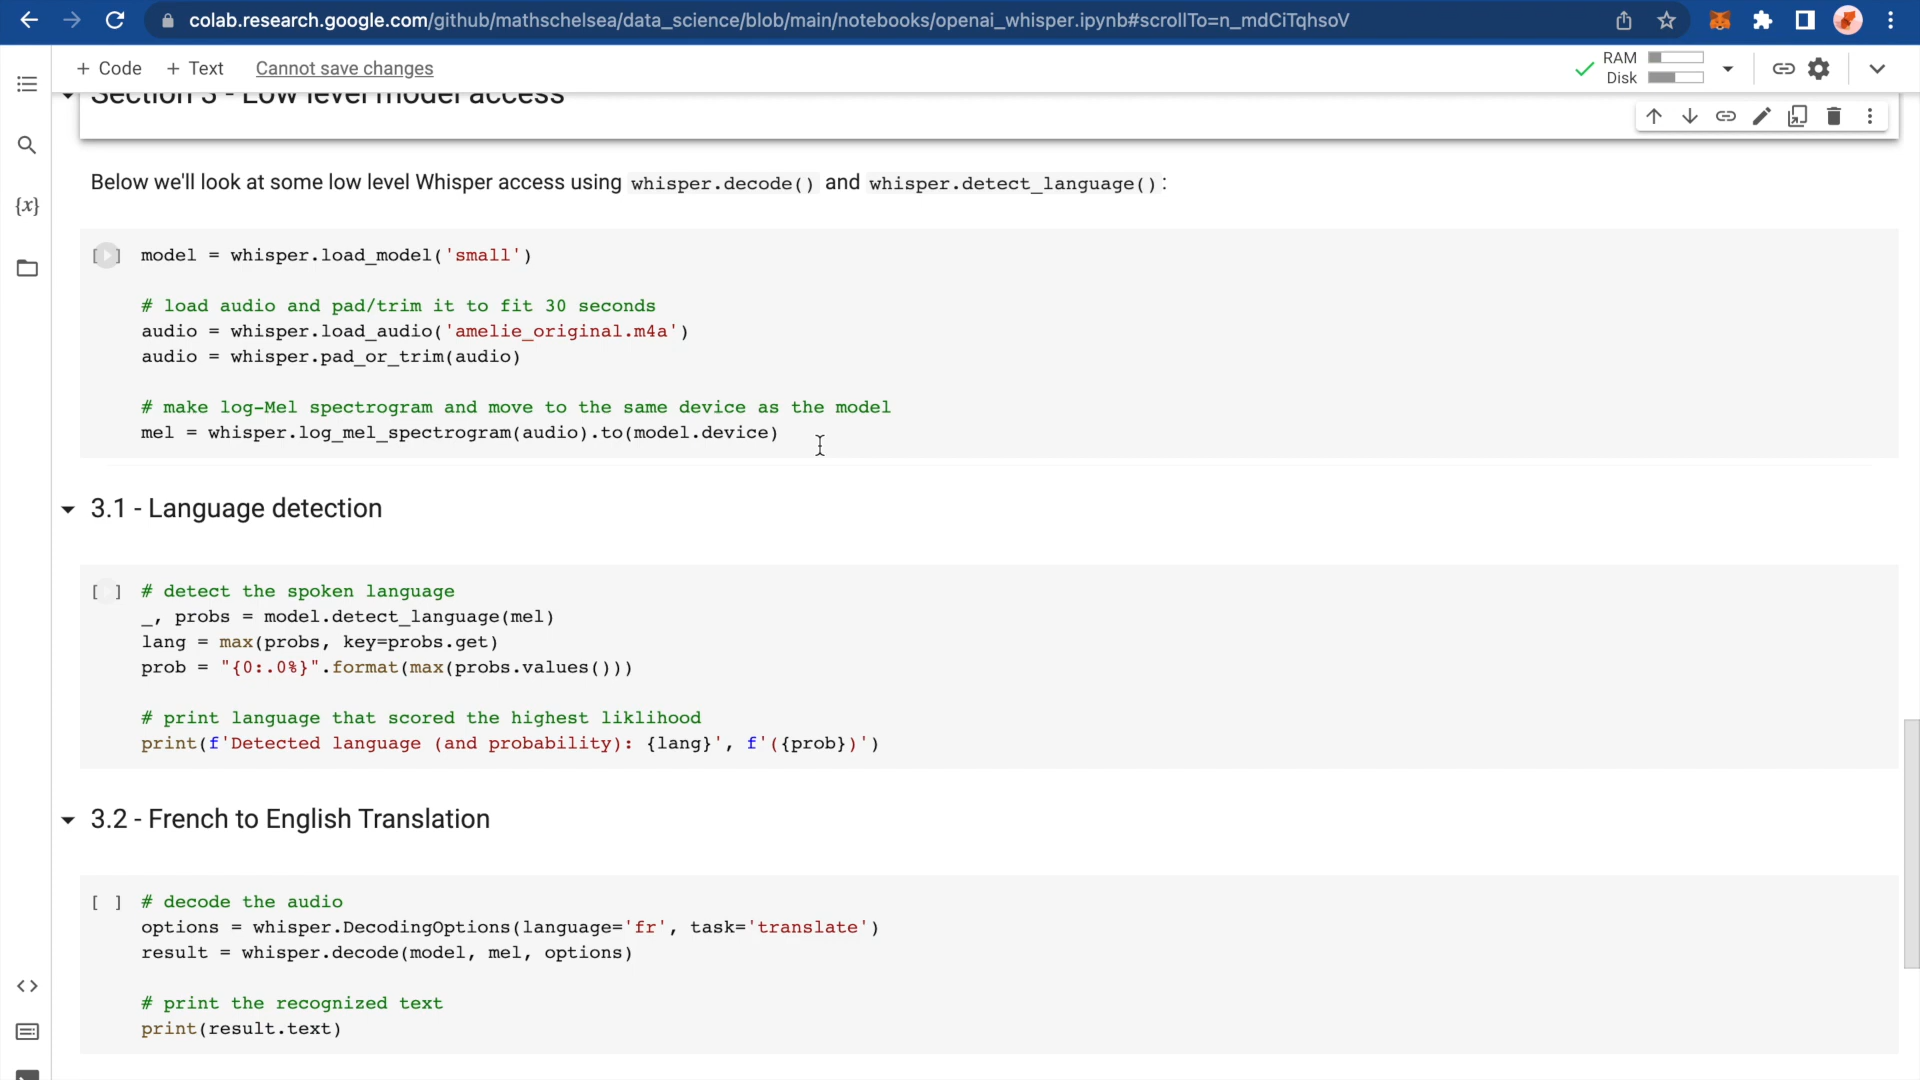 colab.research.google.com/github/mathschelsea/data_science/blob/main/notebooks/openai_whisper.ipynb#scrollTo=n_mdCiTqhsoV
+ Code + Text Cannot save changes
RAM
Disk
Section 3 - Low level model access
Below we'll look at some low level Whisper access using whisper.decode() and whisper.detect_language():
[ ] model = whisper.load_model('small')
# load audio and pad/trim it to fit 30 seconds
audio = whisper.load_audio('amelie_original.m4a')
audio = whisper.pad_or_trim(audio)
# make log-Mel spectrogram and move to the same device as the model
mel = whisper.log_mel_spectrogram(audio).to(model.device)
3.1 - Language detection
[ ] # detect the spoken language
_, probs = model.detect_language(mel)
lang = max(probs, key=probs.get)
prob = "{0:.0%}".format(max(probs.values()))
# print language that scored the highest liklihood
print(f'Detected language (and probability): {lang}', f'({prob})')
3.2 - French to English Translation
[ ] # decode the audio
options = whisper.DecodingOptions(language='fr', task='translate')
result = whisper.decode(model, mel, options)
# print the recognized text
print(result.text)